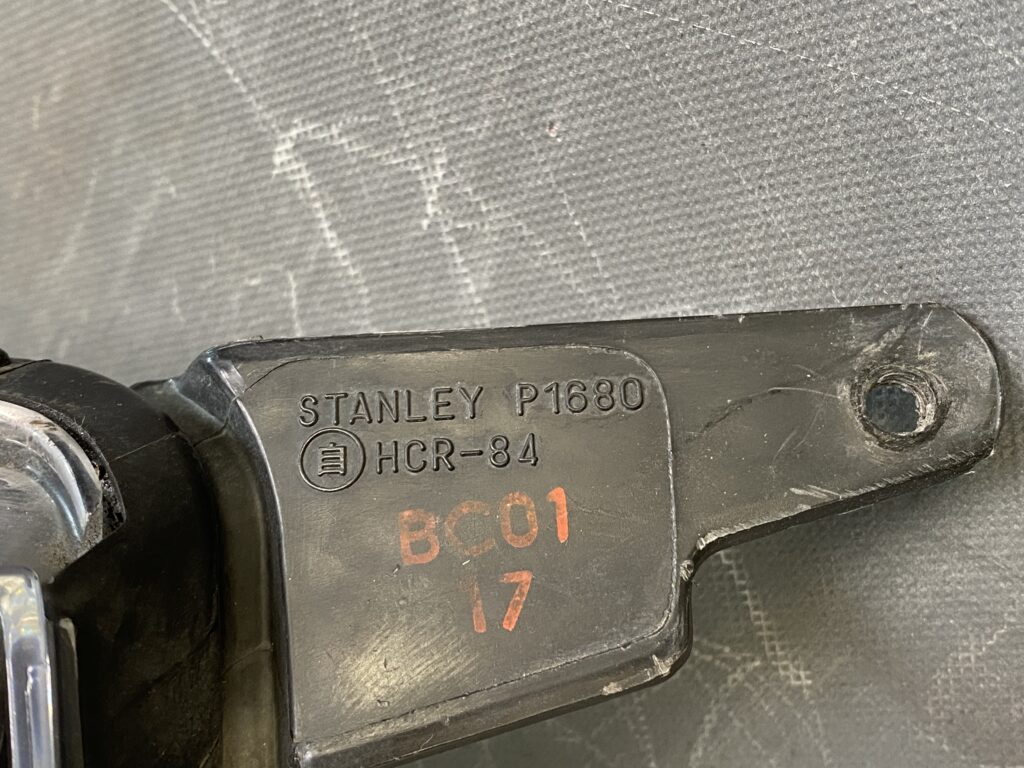 STANLEY P1680
自 HCR-84
BC01
17